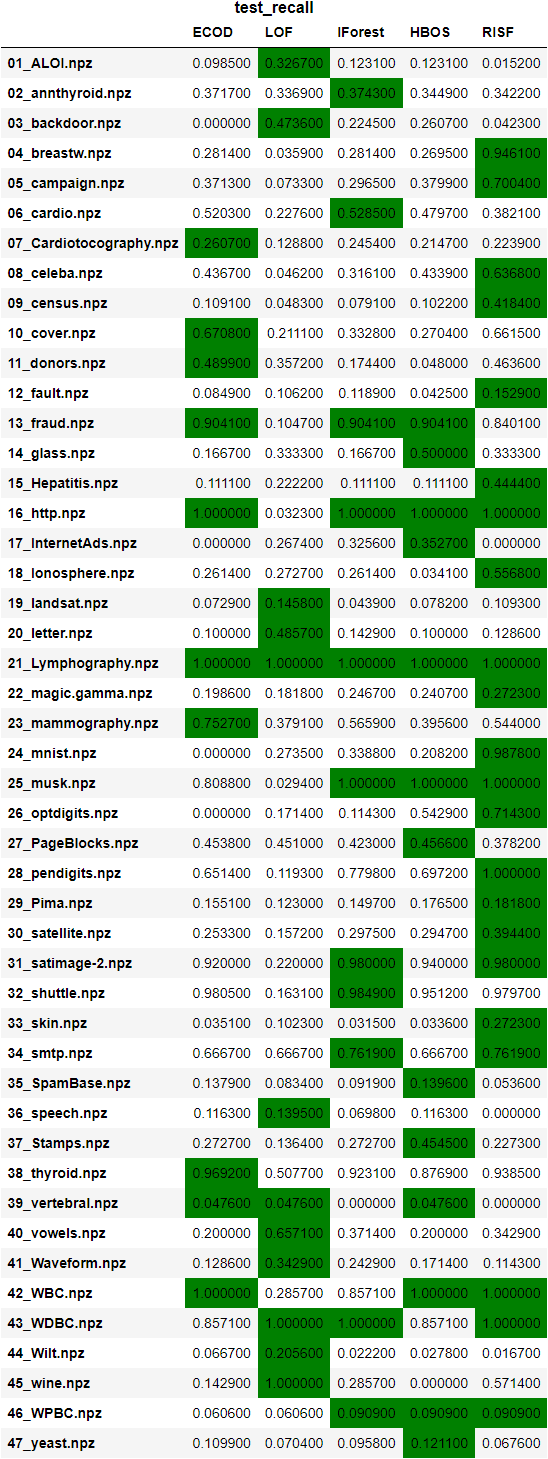 test_recall
ECOD LOF IForest HBOS RISF
01_ALOI.npz 0.098500 0.326700 0.123100 0.123100 0.015200
02_annthyroid.npz 0.371700 0.336900 0.374300 0.344900 0.342200
03_backdoor.npz 0.000000 0.473600 0.224500 0.260700 0.042300
04_breastw.npz 0.281400 0.035900 0.281400 0.269500 0.946100
05_campaign.npz 0.371300 0.073300 0.296500 0.379900 0.700400
06_cardio.npz 0.520300 0.227600 0.528500 0.479700 0.382100
07_Cardiotocography.npz 0.260700 0.128800 0.245400 0.214700 0.223900
08_celeba.npz 0.436700 0.046200 0.316100 0.433900 0.636800
09_census.npz 0.109100 0.048300 0.079100 0.102200 0.418400
10_cover.npz 0.670800 0.211100 0.332800 0.270400 0.661500
11_donors.npz 0.489900 0.357200 0.174400 0.048000 0.463600
12_fault.npz 0.084900 0.106200 0.118900 0.042500 0.152900
13_fraud.npz 0.904100 0.104700 0.904100 0.904100 0.840100
14_glass.npz 0.166700 0.333300 0.166700 0.500000 0.333300
15_Hepatitis.npz 0.111100 0.222200 0.111100 0.111100 0.444400
16_http.npz 1.000000 0.032300 1.000000 1.000000 1.000000
17_InternetAds.npz 0.000000 0.267400 0.325600 0.352700 0.000000
18_Ionosphere.npz 0.261400 0.272700 0.261400 0.034100 0.556800
19_landsat.npz 0.072900 0.145800 0.043900 0.078200 0.109300
20_letter.npz 0.100000 0.485700 0.142900 0.100000 0.128600
21_Lymphography.npz 1.000000 1.000000 1.000000 1.000000 1.000000
22_magic.gamma.npz 0.198600 0.181800 0.246700 0.240700 0.272300
23_mammography.npz 0.752700 0.379100 0.565900 0.395600 0.544000
24_mnist.npz 0.000000 0.273500 0.338800 0.208200 0.987800
25_musk.npz 0.808800 0.029400 1.000000 1.000000 1.000000
26_optdigits.npz 0.000000 0.171400 0.114300 0.542900 0.714300
27_PageBlocks.npz 0.453800 0.451000 0.423000 0.456600 0.378200
28_pendigits.npz 0.651400 0.119300 0.779800 0.697200 1.000000
29_Pima.npz 0.155100 0.123000 0.149700 0.176500 0.181800
30_satellite.npz 0.253300 0.157200 0.297500 0.294700 0.394400
31_satimage-2.npz 0.920000 0.220000 0.980000 0.940000 0.980000
32_shuttle.npz 0.980500 0.163100 0.984900 0.951200 0.979700
33_skin.npz 0.035100 0.102300 0.031500 0.033600 0.272300
34_smtp.npz 0.666700 0.666700 0.761900 0.666700 0.761900
35_SpamBase.npz 0.137900 0.083400 0.091900 0.139600 0.053600
36_speech.npz 0.116300 0.139500 0.069800 0.116300 0.000000
37_Stamps.npz 0.272700 0.136400 0.272700 0.454500 0.227300
38_thyroid.npz 0.969200 0.507700 0.923100 0.876900 0.938500
39_vertebral.npz 0.047600 0.047600 0.000000 0.047600 0.000000
40_vowels.npz 0.200000 0.657100 0.371400 0.200000 0.342900
41_Waveform.npz 0.128600 0.342900 0.242900 0.171400 0.114300
42_WBC.npz 1.000000 0.285700 0.857100 1.000000 1.000000
43_WDBC.npz 0.857100 1.000000 1.000000 0.857100 1.000000
44_Wilt.npz 0.066700 0.205600 0.022200 0.027800 0.016700
45_wine.npz 0.142900 1.000000 0.285700 0.000000 0.571400
46_WPBC.npz 0.060600 0.060600 0.090900 0.090900 0.090900
47_yeast.npz 0.109900 0.070400 0.095800 0.121100 0.067600